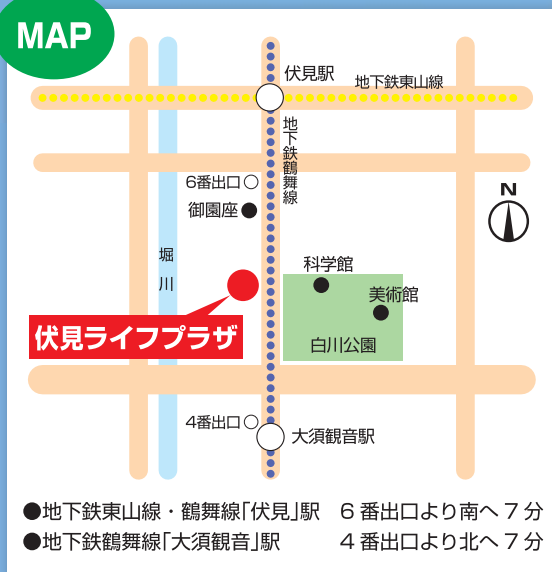 MAP
伏見駅
地下鉄東山線
地下鉄鶴舞線
6番出口
N
御園座
堀川
科学館
美術館
伏見ライフプラザ
白川公園
4番出口
大須観音駅
●地下鉄東山線・鶴舞線｢伏見｣駅　6番出口より南へ7分
●地下鉄鶴舞線｢大須観音｣駅　4番出口より北へ7分